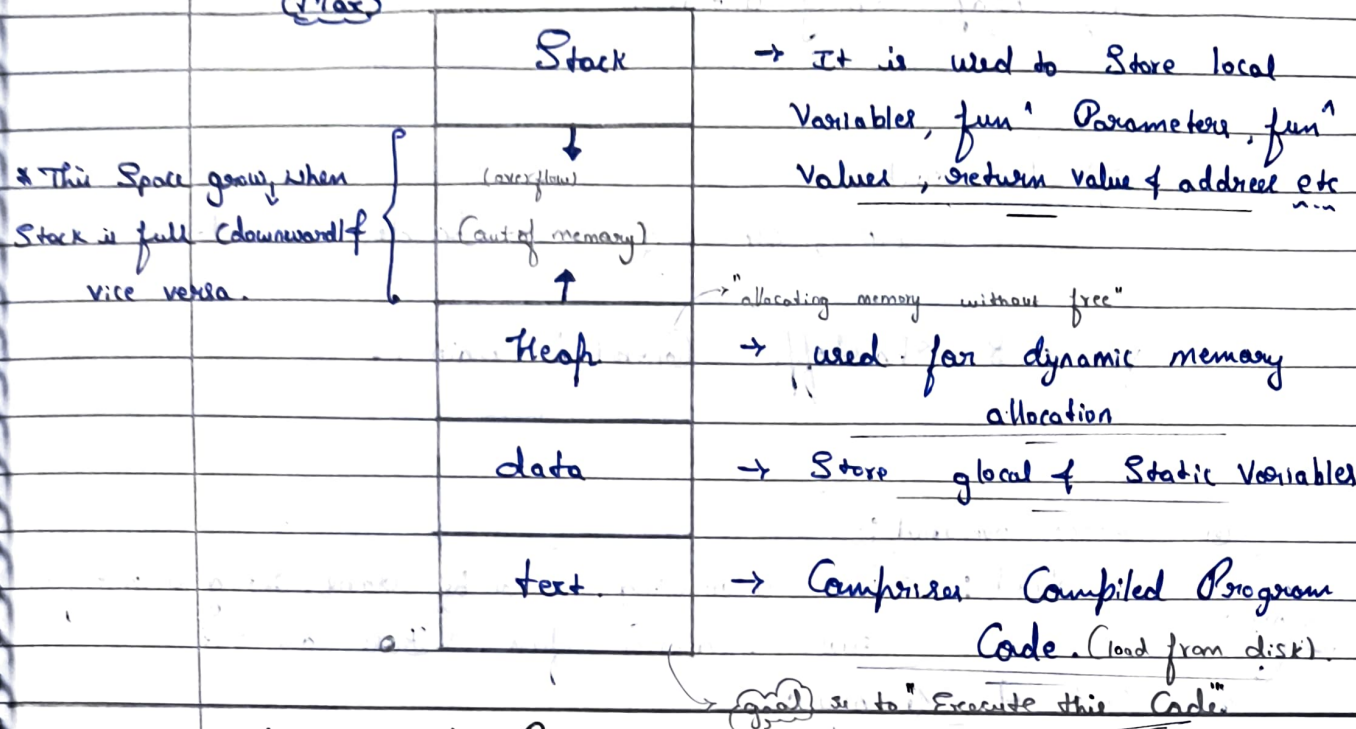 (Max)
Stack → It is used to Store local
Variables, fun^ Parameters, fun^
* This Space grow, when (overflow) Values, return value & address etc
Stack is full (downward) & (out of memory)
vice versa. → "allocating memory without free"
Heap → used for dynamic memory
allocation
data → Store glocal & Static Variables
text. → Comprises Compiled Program
0 Code. (load from disk).
→ goal is to "Execute this Code"